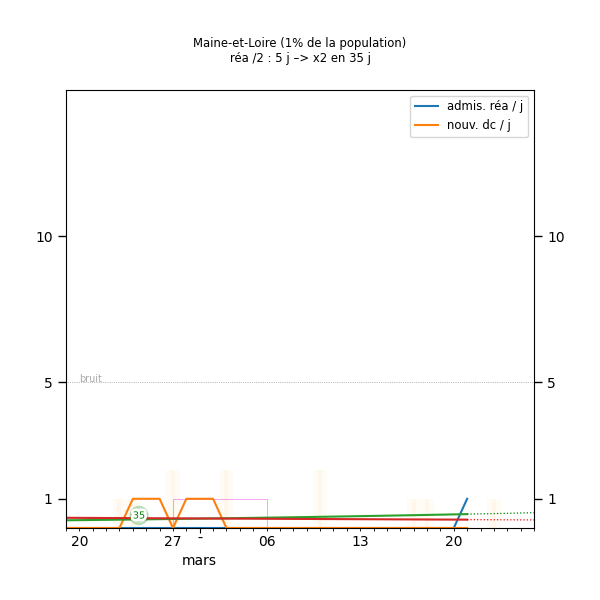 Maine-et-Loire (1% de la population)
réa /2 : 5 j –> x2 en 35 j
admis. réa / j
nouv. dc / j
10 10
bruit
5 5
1 1
35
20 27 - 06 13 20
mars